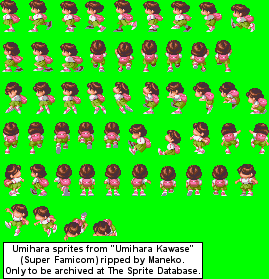 Umihara sprites from "Umihara Kawase"
(Super Famicom) ripped by Maneko.
Only to be archived at The Sprite Database.